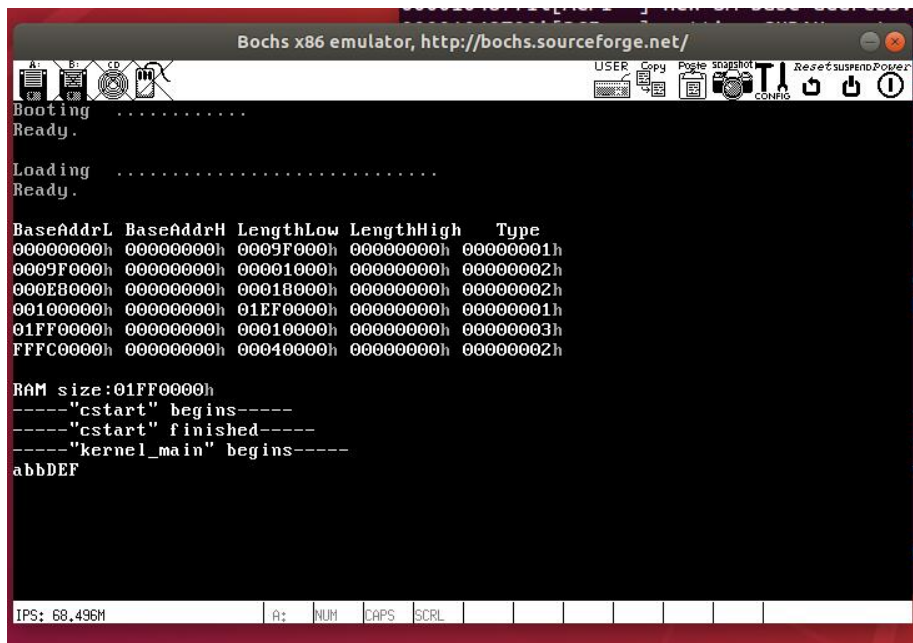 Bochs x86 emulator, http://bochs.sourceforge.net/
A: B: CD USER Copy Paste snapshot CONFIG Reset SUSPEND Power
Booting ............
Ready.
Loading .............................
Ready.
BaseAddrL BaseAddrH LengthLow LengthHigh Type
00000000h 00000000h 0009F000h 00000000h 00000001h
0009F000h 00000000h 00001000h 00000000h 00000002h
000E8000h 00000000h 00018000h 00000000h 00000002h
00100000h 00000000h 01EF0000h 00000000h 00000001h
01FF0000h 00000000h 00010000h 00000000h 00000003h
FFFC0000h 00000000h 00040000h 00000000h 00000002h
RAM size:01FF0000h
-----"cstart" begins-----
-----"cstart" finished-----
-----"kernel_main" begins-----
abbDEF
IPS: 68.496M A: NUM CAPS SCRL